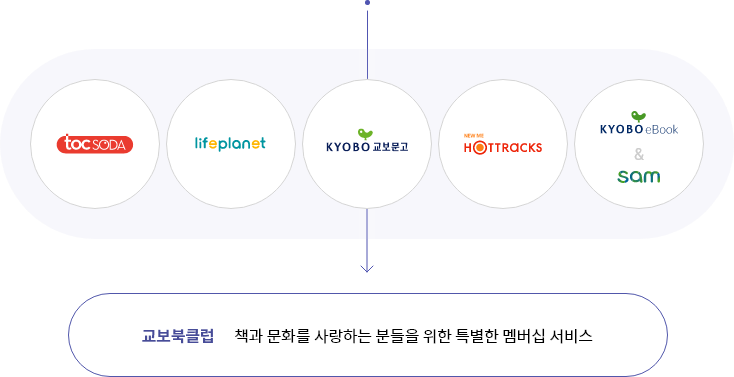 tocSODA
lifeplanet
KYOBO 교보문고
NEW ME
HOTTRACKS
KYOBO eBook
&
sam
교보북클럽 책과 문화를 사랑하는 분들을 위한 특별한 멤버십 서비스